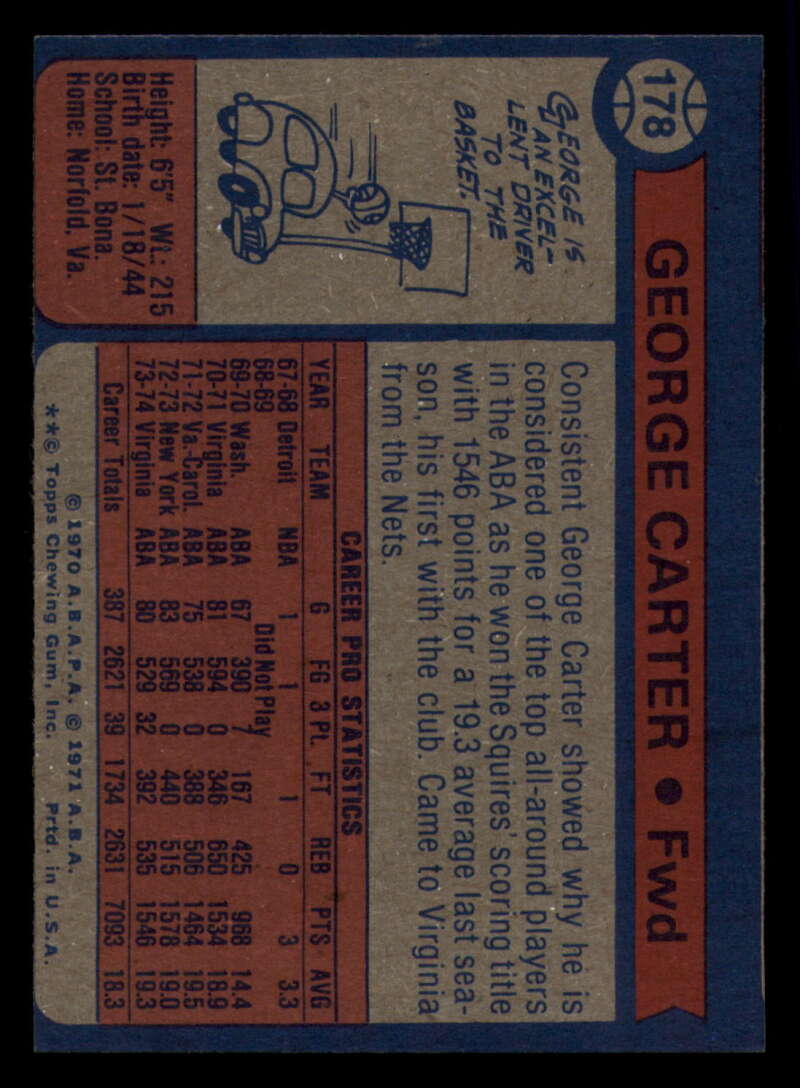 178
GEORGE CARTER • Fwd
GEORGE IS
AN EXCEL-
LENT DRIVER
TO THE
BASKET.
Height: 6'5" Wt.: 215
Birth date: 1/18/44
School: St. Bona.
Home: Norfold, Va.
Consistent George Carter showed why he is
considered one of the top all-around players
in the ABA as he won the Squires' scoring title
with 1546 points for a 19.3 average last sea-
son, his first with the club. Came to Virginia
from the Nets.
CAREER PRO STATISTICS
YEAR TEAM G FG 3 Pt. FT REB PTS AVG
67-68 Detroit NBA 1 1 1 0 3 3.3
68-69 Did Not Play
69-70 Wash. ABA 67 390 7 167 425 968 14.4
70-71 Virginia ABA 81 594 0 346 650 1534 18.9
71-72 Va.-Carol. ABA 75 538 0 388 506 1464 19.5
72-73 New York ABA 83 569 0 440 515 1578 19.0
73-74 Virginia ABA 80 529 32 392 535 1546 19.3
Career Totals 387 2621 39 1734 2631 7093 18.3
© 1970 A.B.A.P.A. © 1971 A.B.A.
**© Topps Chewing Gum, Inc. Prtd. in U.S.A.